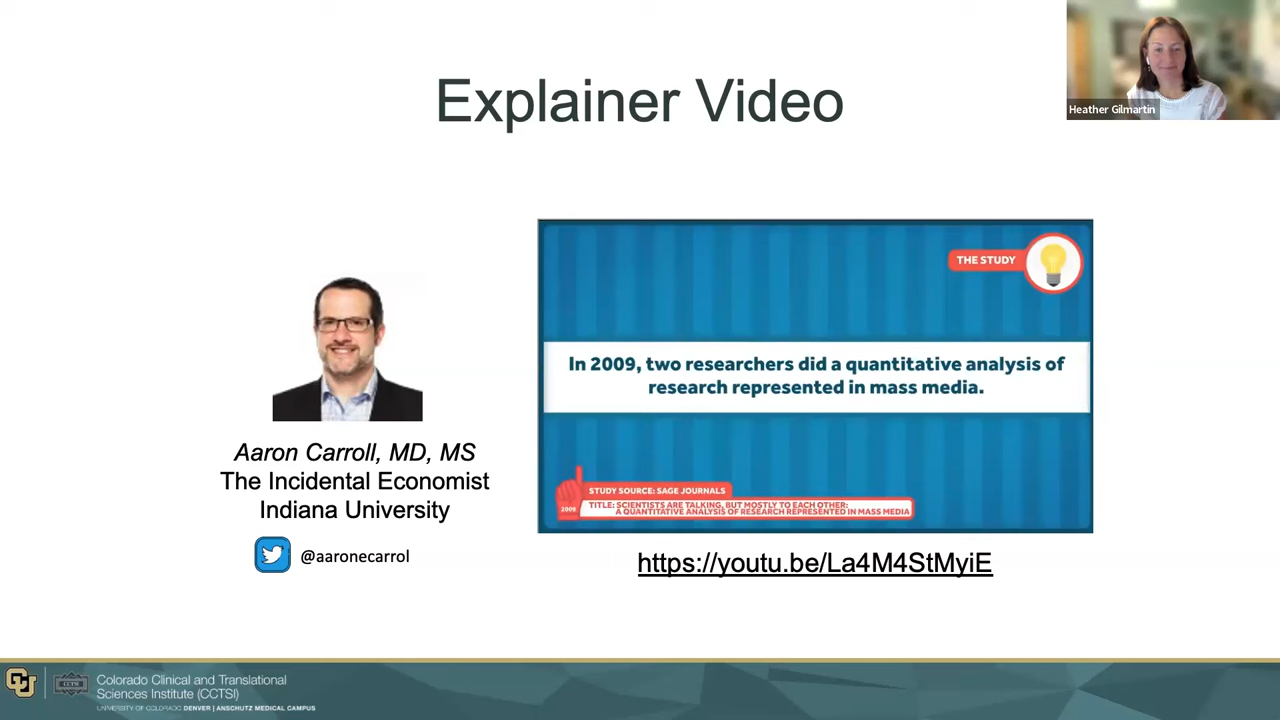 Explainer Video
Heather Gilmartin
THE STUDY
In 2009, two researchers did a quantitative analysis of
research represented in mass media.
STUDY SOURCE: SAGE JOURNALS
2009
TITLE: SCIENTISTS ARE TALKING, BUT MOSTLY TO EACH OTHER:
A QUANTITATIVE ANALYSIS OF RESEARCH REPRESENTED IN MASS MEDIA
Aaron Carroll, MD, MS
The Incidental Economist
Indiana University
@aaronecarrol
https://youtu.be/La4M4StMyiE
CU
CCTSI
Colorado Clinical and Translational
Sciences Institute (CCTSI)
UNIVERSITY OF COLORADO DENVER | ANSCHUTZ MEDICAL CAMPUS